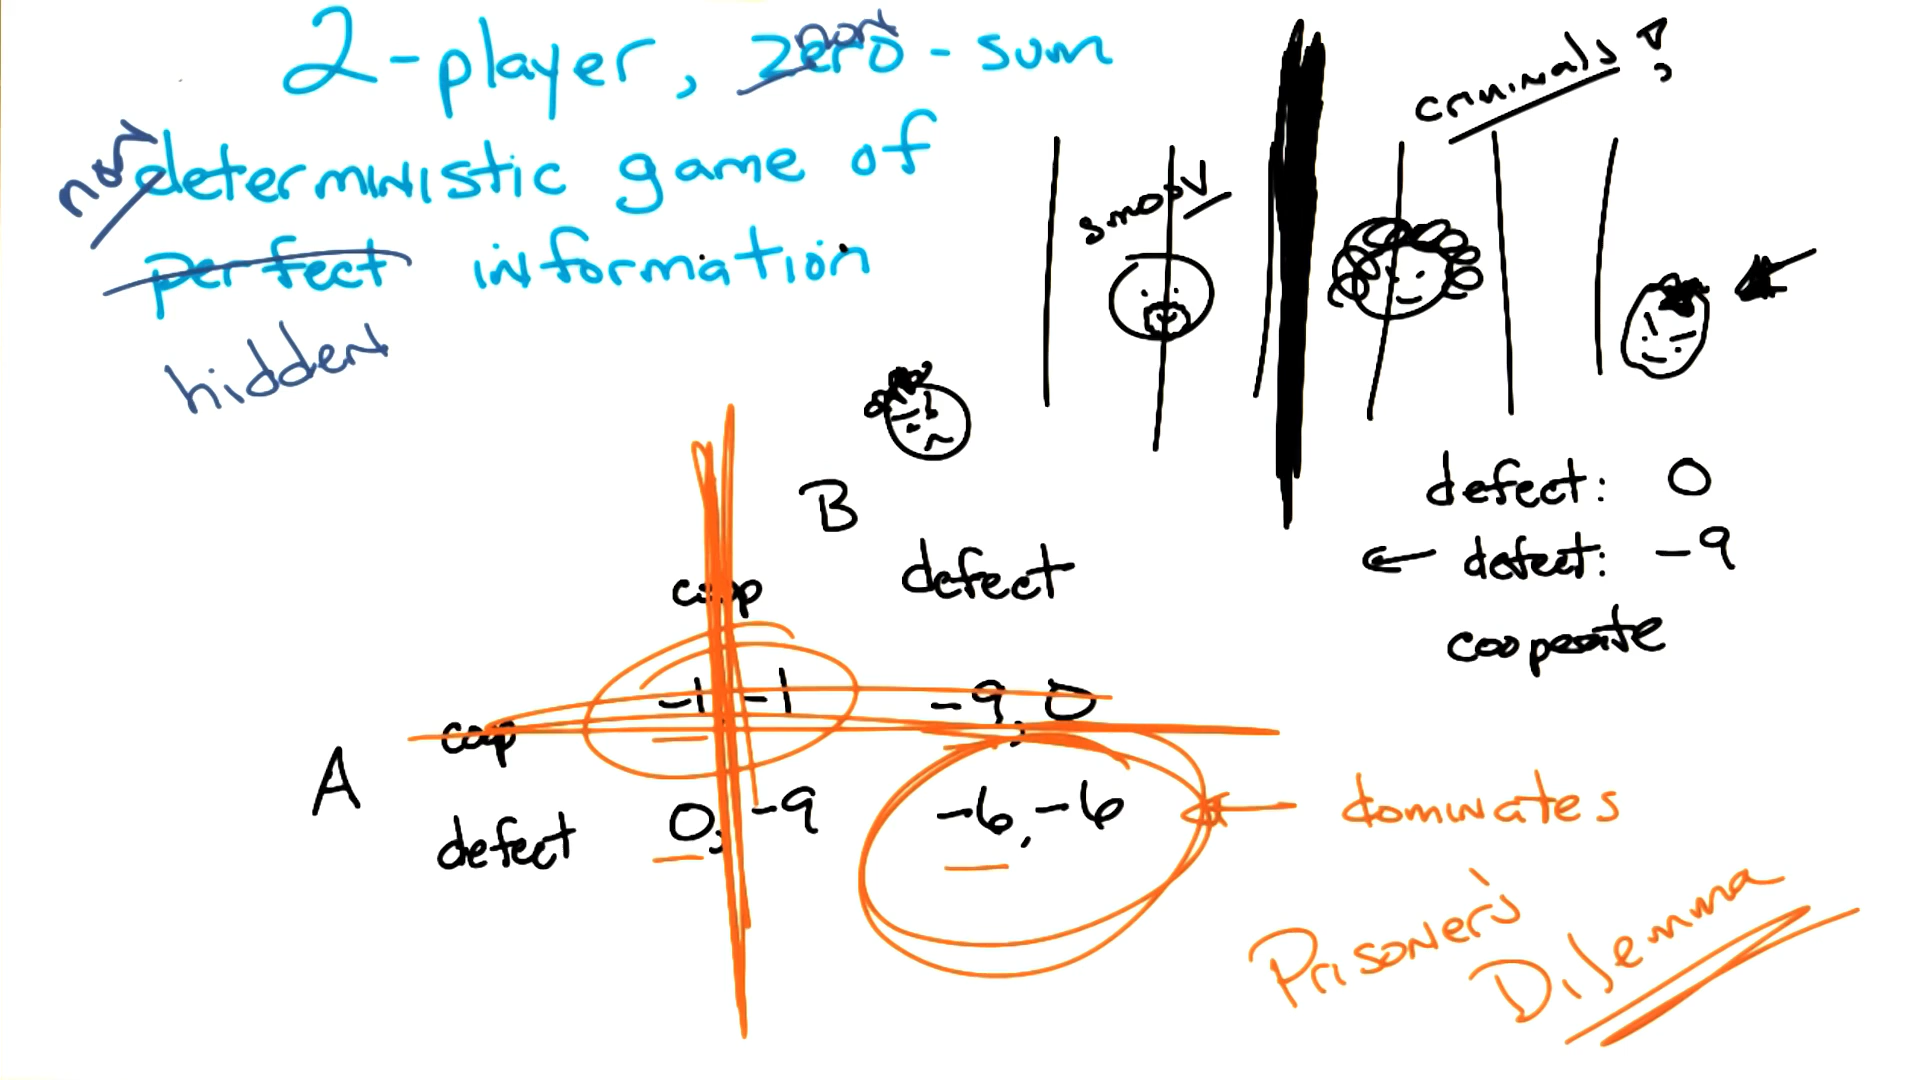 2-player, zero-sum
non
non
deterministic game of
perfect information
hidden
criminals!
smoov
defect: 0
← defect: -9
cooperate
B
coop defect
A
coop -1, -1 -9, 0
defect 0, -9 -6, -6
dominates
Prisoner's
Dilemma